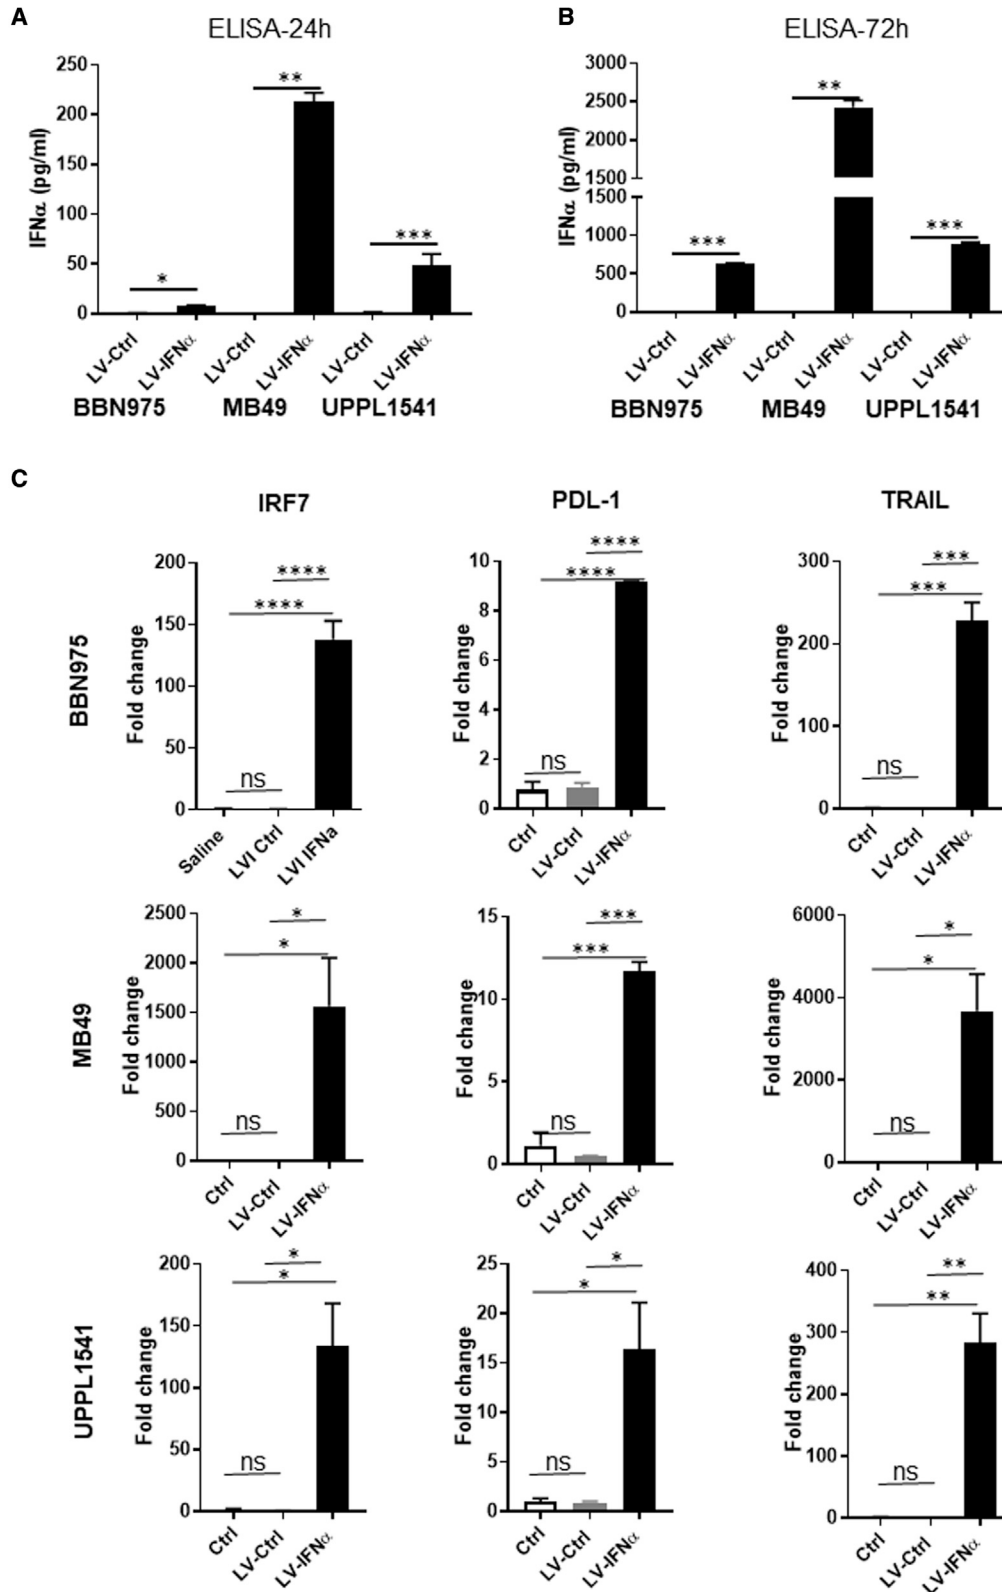 A
ELISA-24h
IFNα (pg/ml)
250
200
150
100
50
0
*
**
***
LV-Ctrl
LV-IFNα
LV-Ctrl
LV-IFNα
LV-Ctrl
LV-IFNα
BBN975 MB49 UPPL1541
B
ELISA-72h
IFNα (pg/ml)
3000
2500
2000
1500
1500
1000
500
0
***
**
***
LV-Ctrl
LV-IFNα
LV-Ctrl
LV-IFNα
LV-Ctrl
LV-IFNα
BBN975 MB49 UPPL1541
C
IRF7 PDL-1 TRAIL
BBN975
Fold change
200
150
100
50
0
****
****
ns
Saline
LVI Ctrl
LVI IFNa
Fold change
10
8
6
4
2
0
****
****
ns
Ctrl
LV-Ctrl
LV-IFNα
Fold change
300
200
100
0
***
***
ns
Ctrl
LV-Ctrl
LV-IFNα
MB49
Fold change
2500
2000
1500
1000
500
0
*
*
ns
Ctrl
LV-Ctrl
LV-IFNα
Fold change
15
10
5
0
***
***
ns
Ctrl
LV-Ctrl
LV-IFNα
Fold change
6000
4000
2000
0
*
*
ns
Ctrl
LV-Ctrl
LV-IFNα
UPPL1541
Fold change
200
150
100
50
0
*
*
ns
Ctrl
LV-Ctrl
LV-IFNα
Fold change
25
20
15
10
5
0
*
*
ns
Ctrl
LV-Ctrl
LV-IFNα
Fold change
400
300
200
100
0
**
**
ns
Ctrl
LV-Ctrl
LV-IFNα